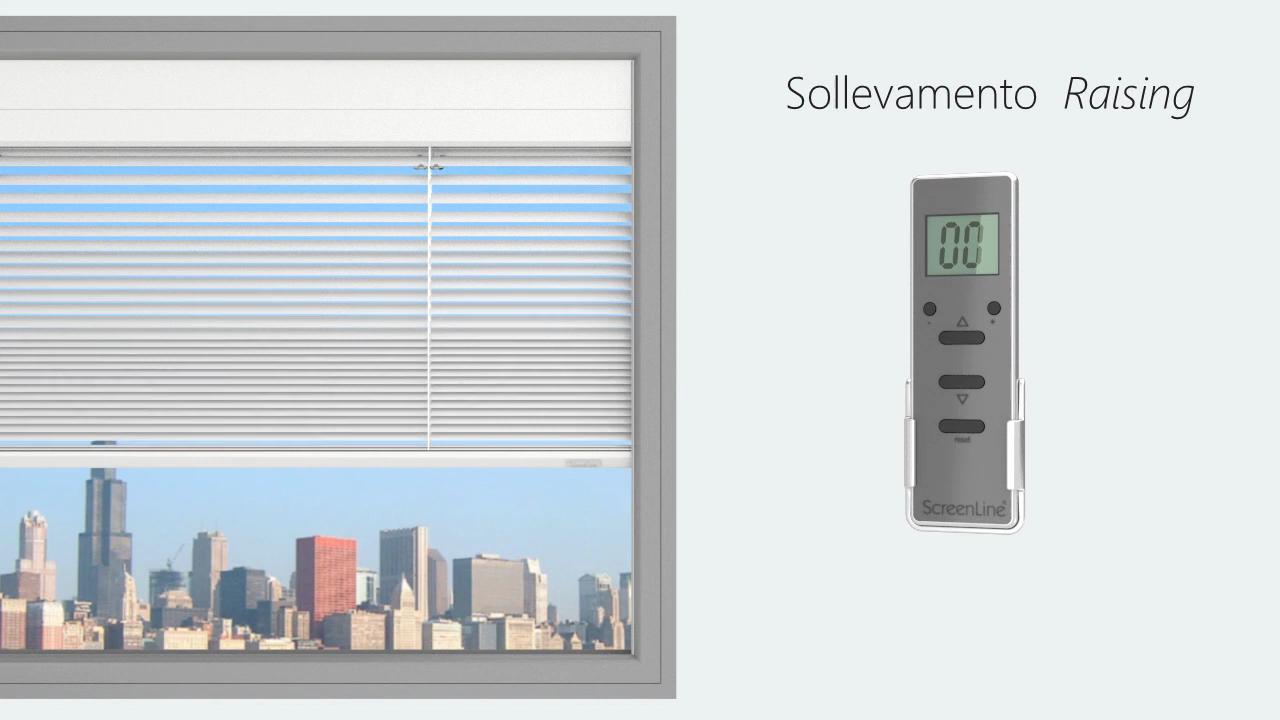 Sollevamento Raising
00
- +
reset
ScreenLine®